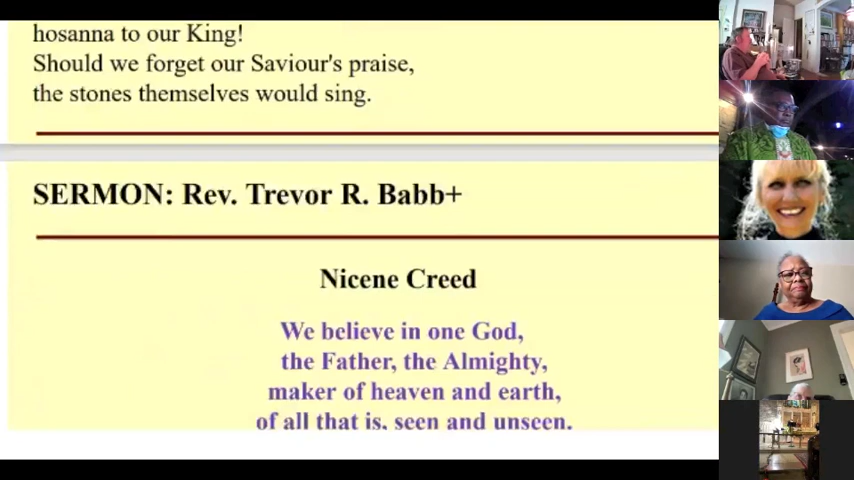 hosanna to our King!
Should we forget our Saviour's praise,
the stones themselves would sing.
SERMON: Rev. Trevor R. Babb+
Nicene Creed
We believe in one God,
the Father, the Almighty,
maker of heaven and earth,
of all that is, seen and unseen.